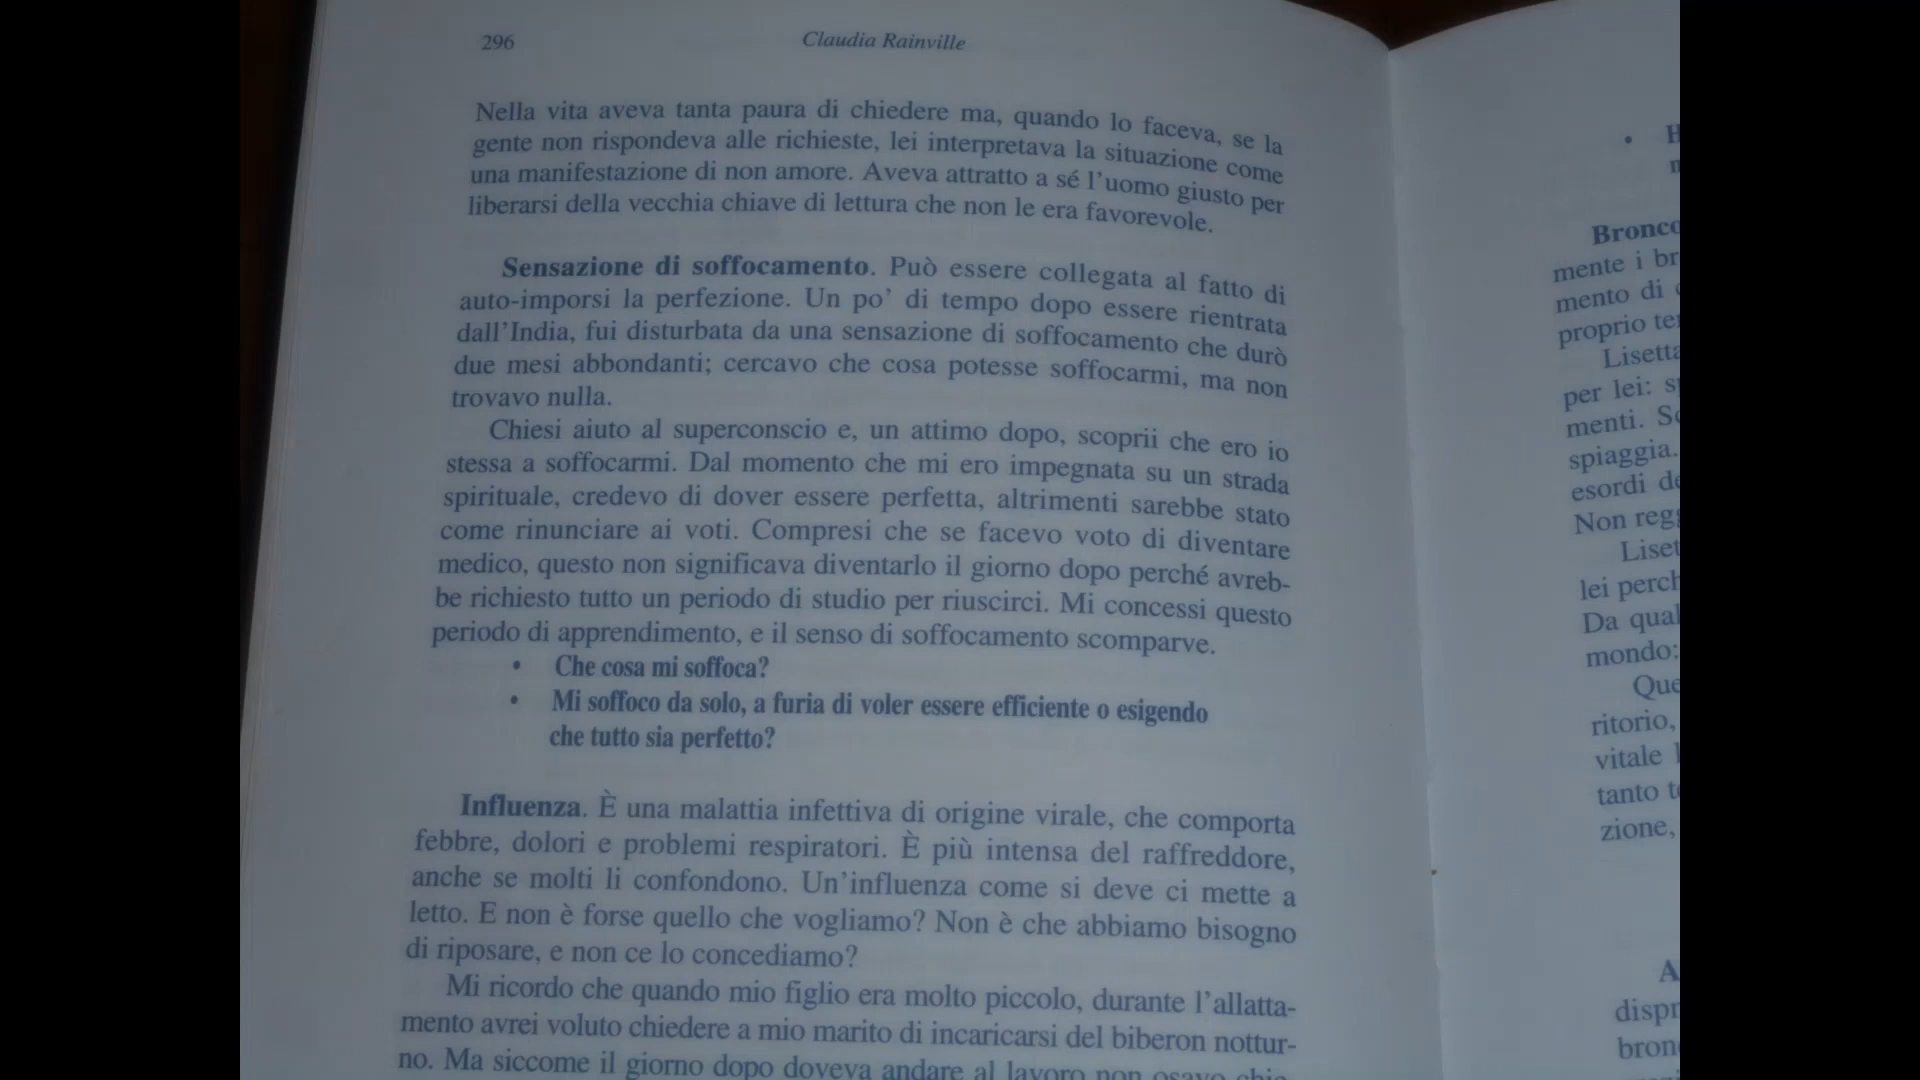 296
Claudia Rainville
Nella vita aveva tanta paura di chiedere ma, quando lo faceva, se la
gente non rispondeva alle richieste, lei interpretava la situazione come
una manifestazione di non amore. Aveva attratto a sé l'uomo giusto per
liberarsi della vecchia chiave di lettura che non le era favorevole.
Sensazione di soffocamento. Può essere collegata al fatto di
auto-imporsi la perfezione. Un po' di tempo dopo essere rientrata
dall'India, fui disturbata da una sensazione di soffocamento che durò
due mesi abbondanti; cercavo che cosa potesse soffocarmi, ma non
trovavo nulla.
Chiesi aiuto al superconscio e, un attimo dopo, scoprii che ero io
stessa a soffocarmi. Dal momento che mi ero impegnata su un strada
spirituale, credevo di dover essere perfetta, altrimenti sarebbe stato
come rinunciare ai voti. Compresi che se facevo voto di diventare
medico, questo non significava diventarlo il giorno dopo perché avreb-
be richiesto tutto un periodo di studio per riuscirci. Mi concessi questo
periodo di apprendimento, e il senso di soffocamento scomparve.
• Che cosa mi soffoca?
• Mi soffoco da solo, a furia di voler essere efficiente o esigendo
che tutto sia perfetto?
Influenza. È una malattia infettiva di origine virale, che comporta
febbre, dolori e problemi respiratori. È più intensa del raffreddore,
anche se molti li confondono. Un'influenza come si deve ci mette a
letto. E non è forse quello che vogliamo? Non è che abbiamo bisogno
di riposare, e non ce lo concediamo?
Mi ricordo che quando mio figlio era molto piccolo, durante l'allatta-
mento avrei voluto chiedere a mio marito di incaricarsi del biberon nottur-
no. Ma siccome il giorno dopo doveva andare al lavoro non osavo
•
mente i
mento di
proprio
Lisetta
per lei:
menti.
spiaggia.
esordi
Non
lei
Da
mondo:
ritorio,
vitale
tanto
zione,